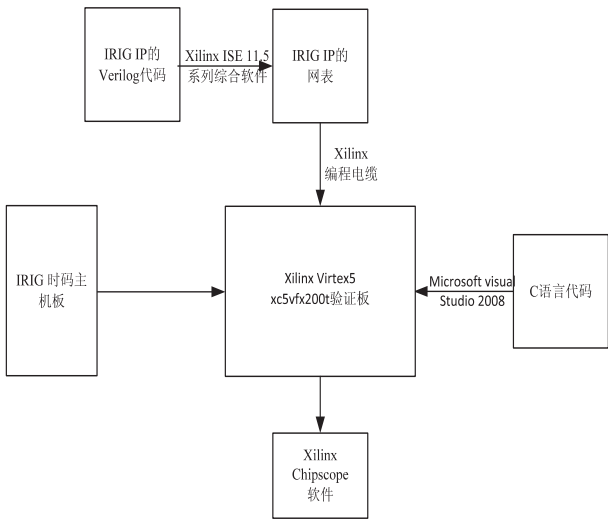 IRIG IP的
Verilog代码
Xilinx ISE 11.5
系列综合软件
IRIG IP的
网表
Xilinx
编程电缆
IRIG 时码主
机板
Xilinx Virtex5
xc5vfx200t验证板
Microsoft visual
Studio 2008
C语言代码
Xilinx
Chipscope
软件